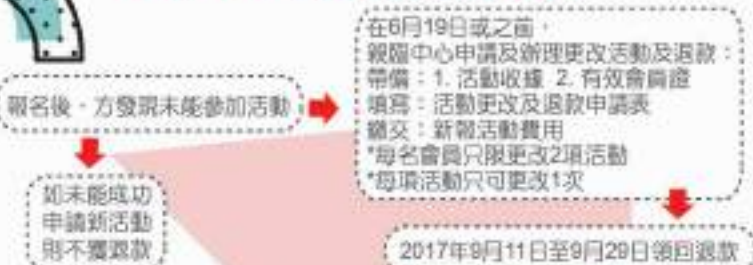 報名後，方發現未能參加活動
在6月19日或之前，
親臨中心申請及辦理更改活動及退款：
帶備：1. 活動收據 2. 有效會員證
填寫：活動更改及退款申請表
繳交：新報活動費用
*每名會員只限更改2項活動
*每項活動只可更改1次
如未能成功
申請新活動
則不獲退款
2017年9月11日至9月29日領回退款